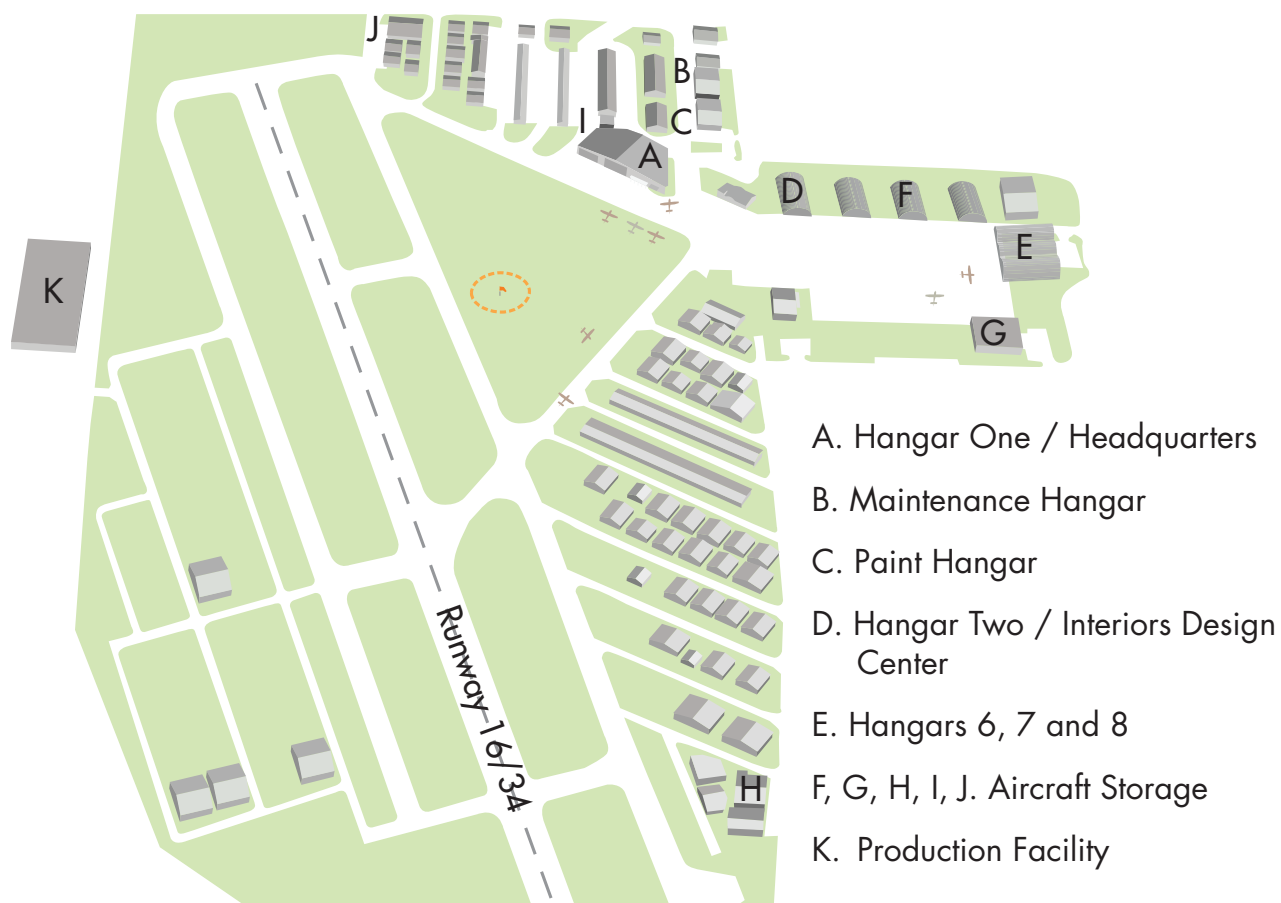 J
B
I
C
A
D
F
E
K
G
A. Hangar One / Headquarters
B. Maintenance Hangar
C. Paint Hangar
D. Hangar Two / Interiors Design
Center
Runway 16/34
E. Hangars 6, 7 and 8
H
F, G, H, I, J. Aircraft Storage
K. Production Facility